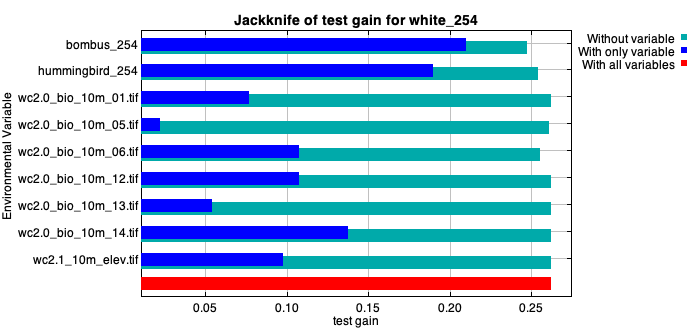 Jackknife of test gain for white_254
Without variable
With only variable
With all variables
Environmental Variable
bombus_254
hummingbird_254
wc2.0_bio_10m_01.tif
wc2.0_bio_10m_05.tif
wc2.0_bio_10m_06.tif
wc2.0_bio_10m_12.tif
wc2.0_bio_10m_13.tif
wc2.0_bio_10m_14.tif
wc2.1_10m_elev.tif
0.05 0.10 0.15 0.20 0.25
test gain